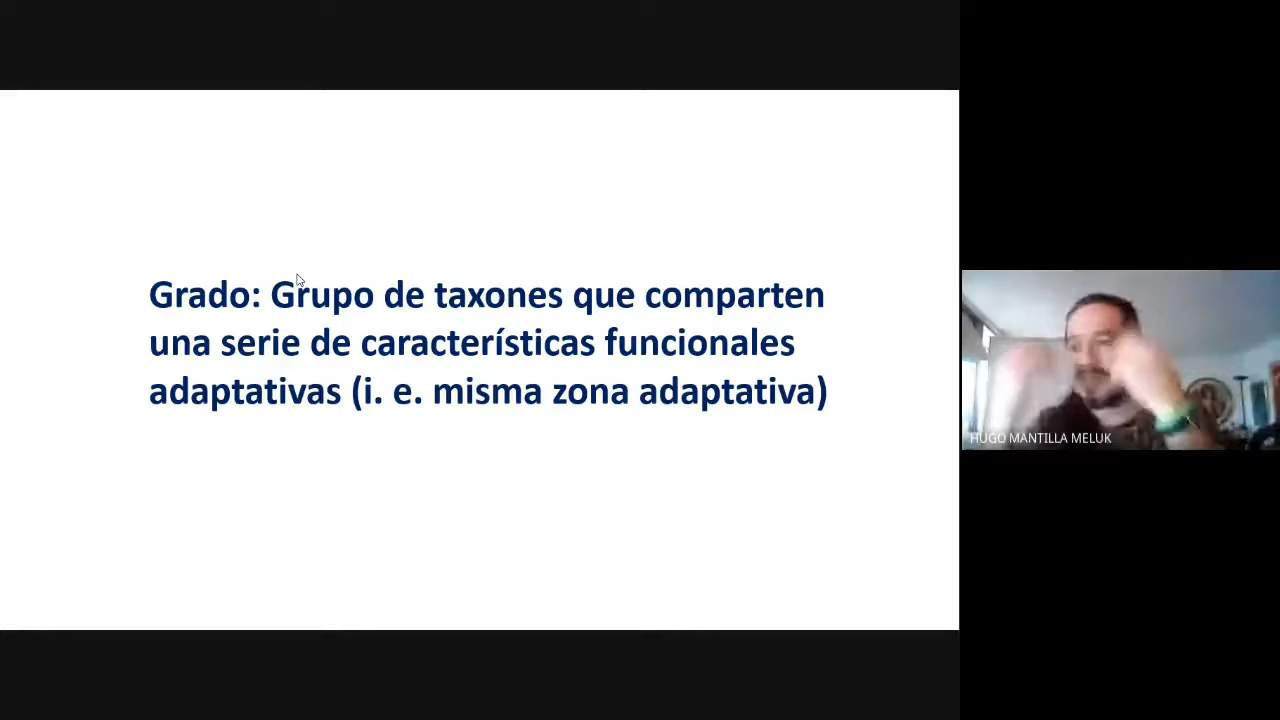 Grado: Grupo de taxones que comparten
una serie de características funcionales
adaptativas (i. e. misma zona adaptativa)
HUGO MANTILLA MELUK